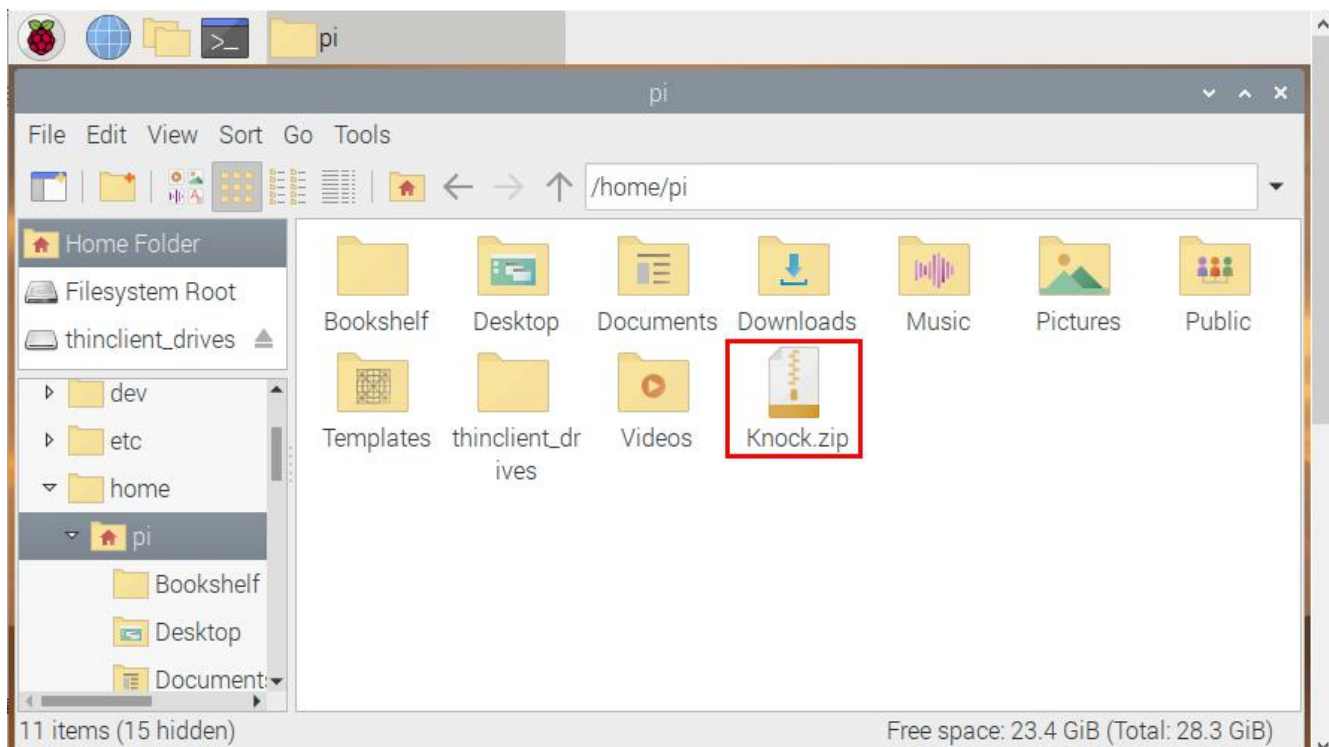 >_
pi
pi
File Edit View Sort Go Tools
/home/pi
Home Folder
Filesystem Root
thinclient_drives
dev
etc
home
pi
Bookshelf
Desktop
Documents
Bookshelf Desktop Documents Downloads Music Pictures Public
Templates thinclient_dr Videos Knock.zip
ives
11 items (15 hidden)
Free space: 23.4 GiB (Total: 28.3 GiB)